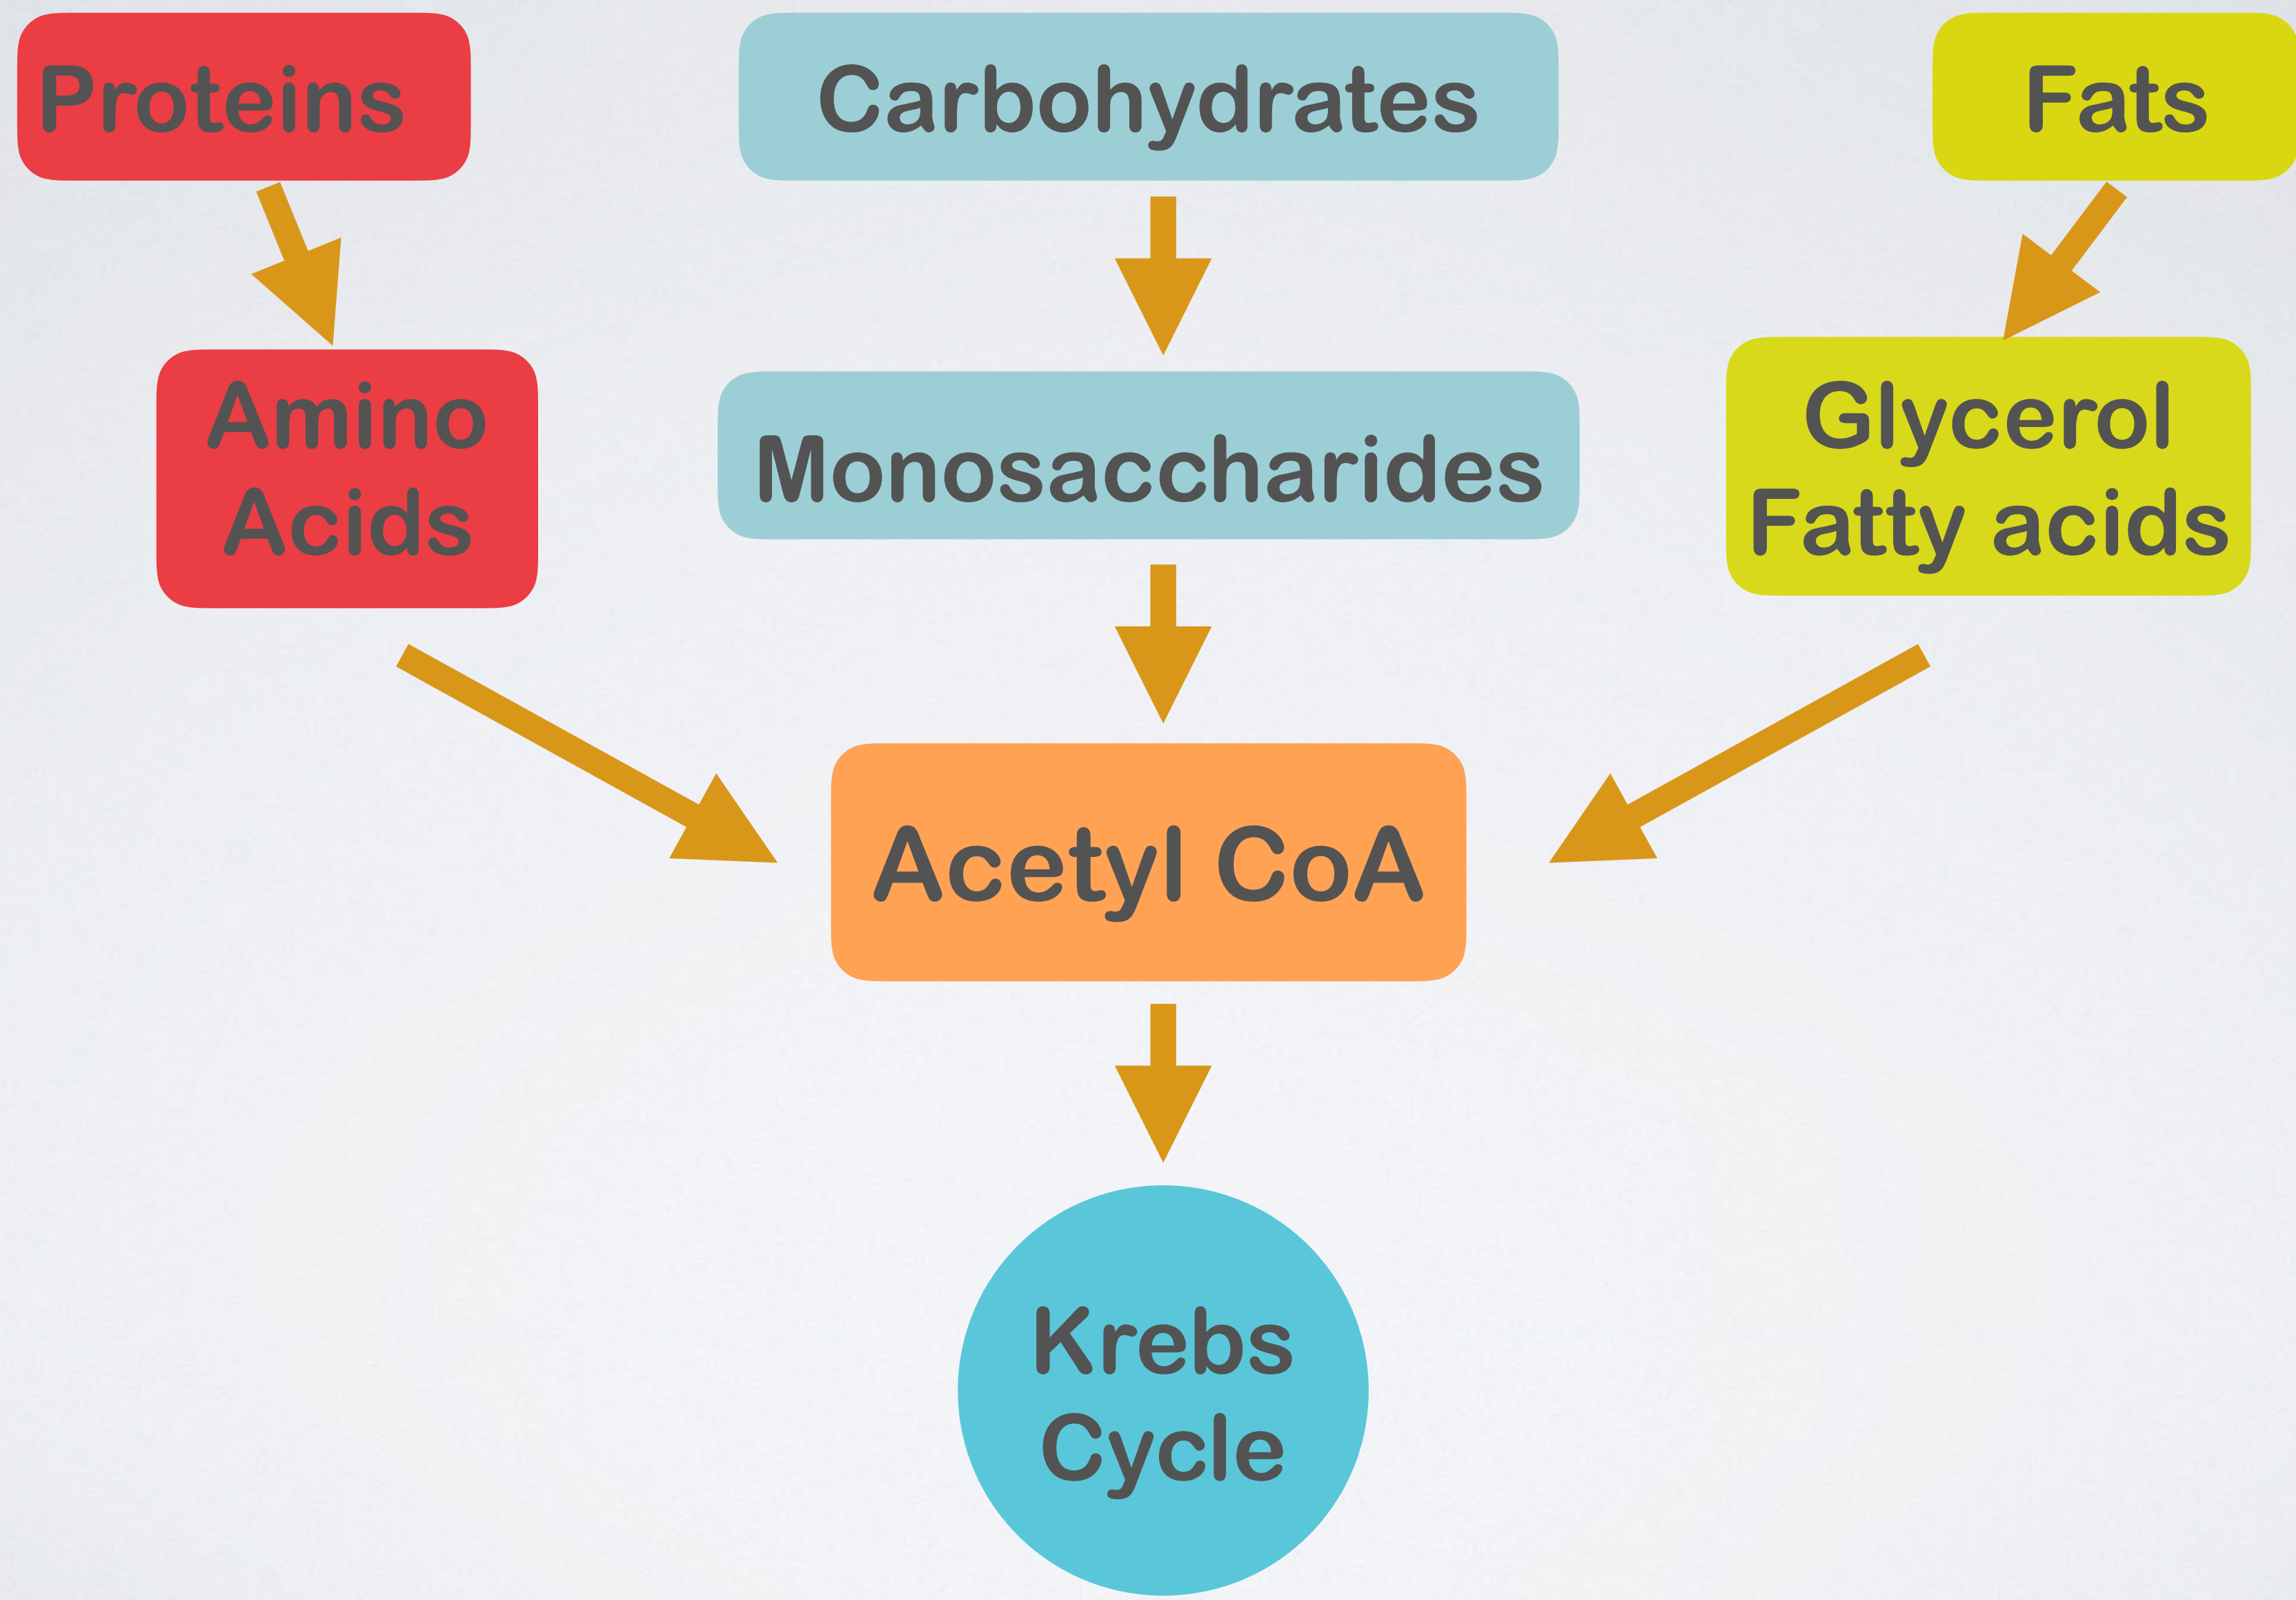 Proteins
Carbohydrates
Fats
Amino
Acids
Monosaccharides
Glycerol
Fatty acids
Acetyl CoA
Krebs
Cycle